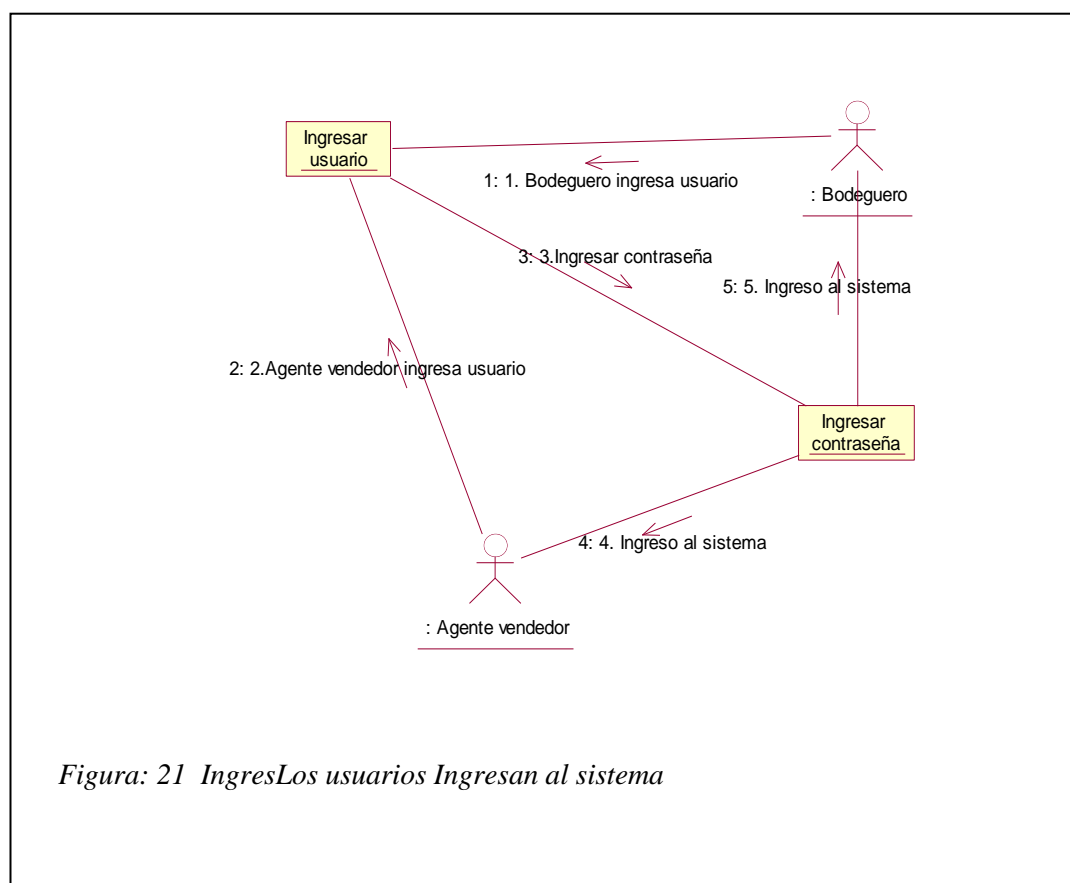 Ingresar
usuario
1: 1. Bodeguero ingresa usuario
: Bodeguero
3: 3.Ingresar contraseña
5: 5. Ingreso al sistema
2: 2.Agente vendedor ingresa usuario
Ingresar
contraseña
4: 4. Ingreso al sistema
: Agente vendedor
Figura: 21 IngresLos usuarios Ingresan al sistema